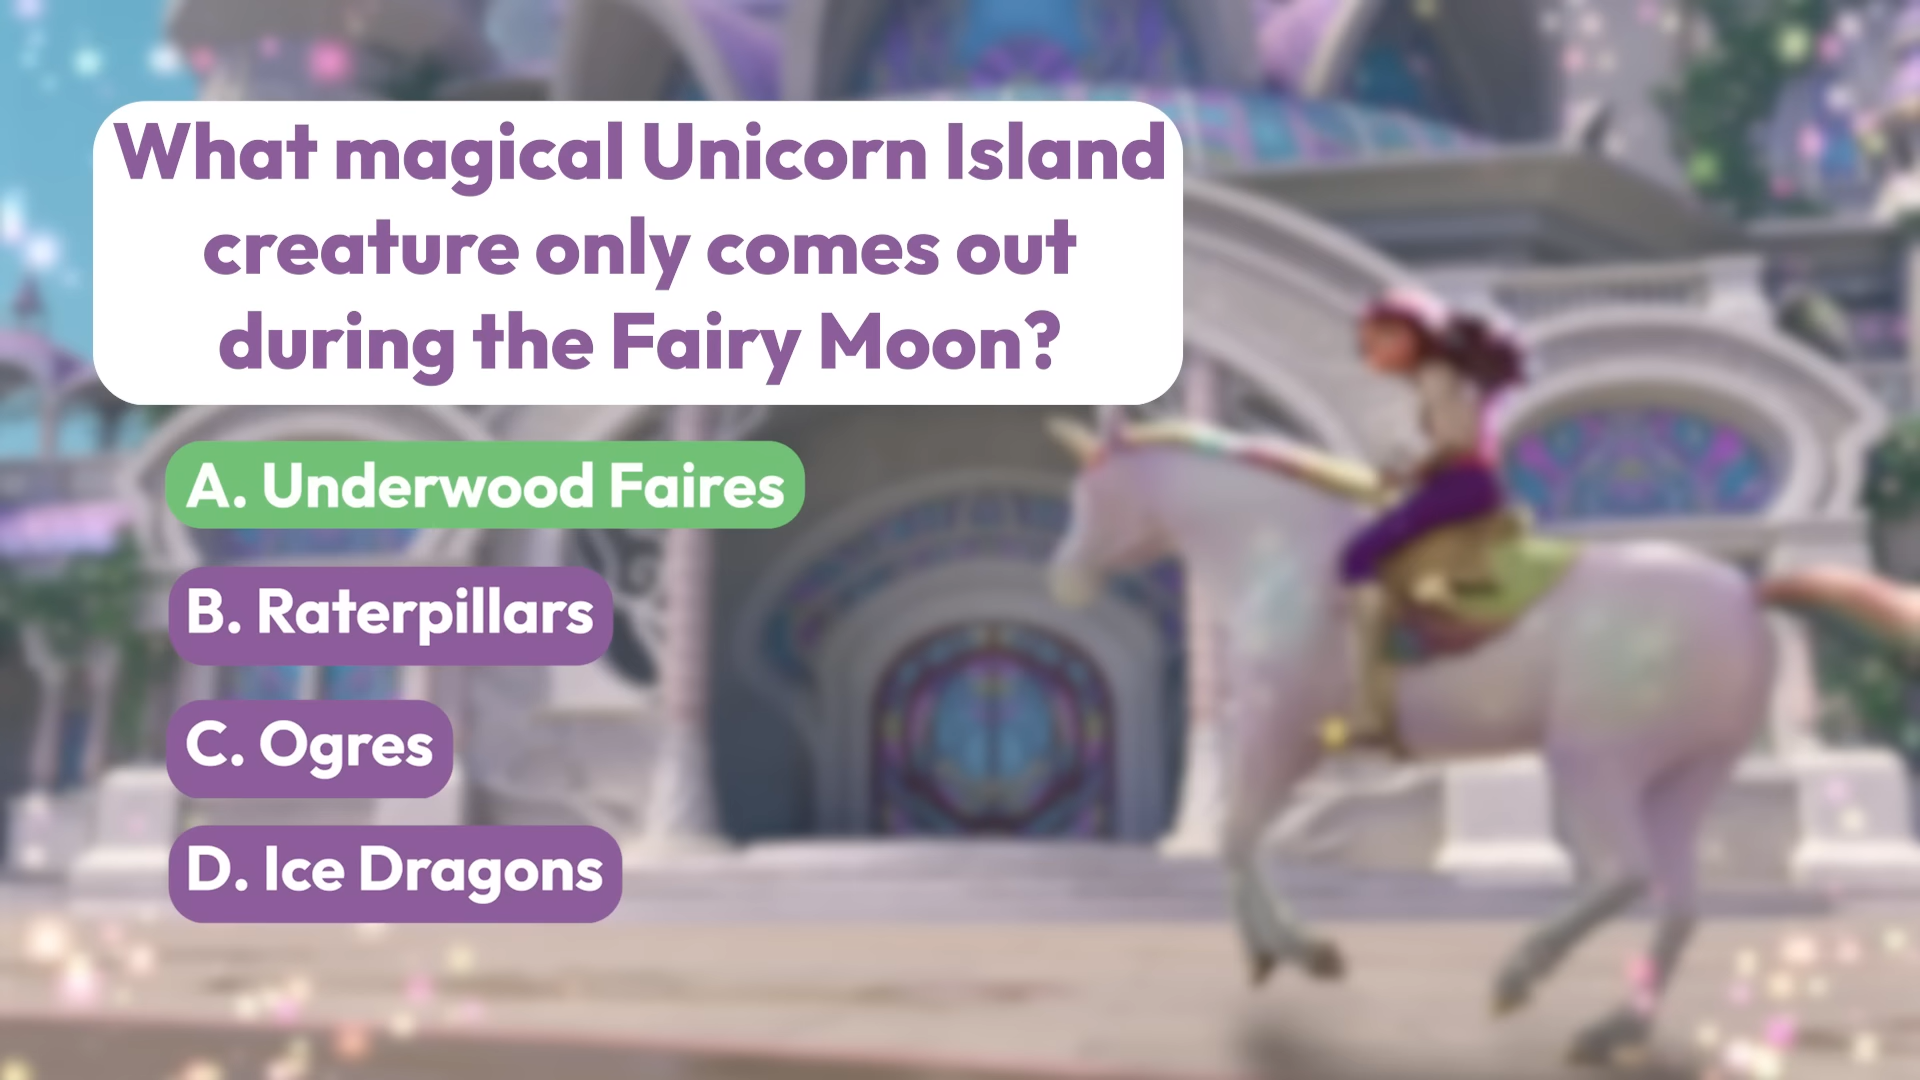 What magical Unicorn Island
creature only comes out
during the Fairy Moon?
A. Underwood Faires
B. Raterpillars
C. Ogres
D. Ice Dragons